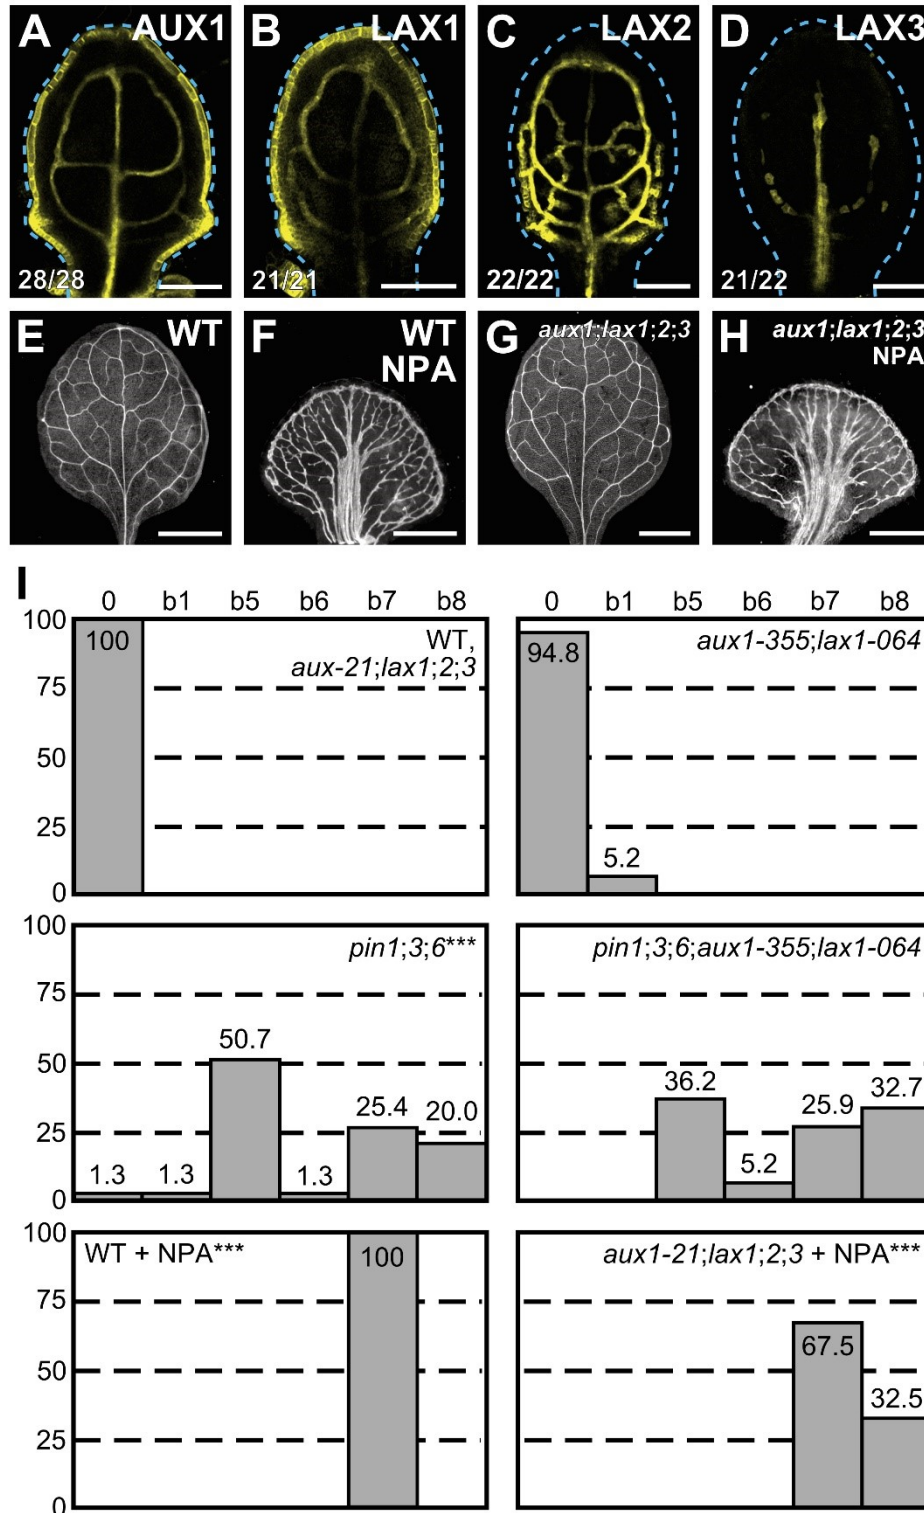 A AUX1
B LAX1
C LAX2
D LAX3
28/28
21/21
22/22
21/22
E WT
F WT
NPA
G aux1;lax1;2;3
H aux1;lax1;2;3
NPA
I
0 b1 b5 b6 b7 b8
0 b1 b5 b6 b7 b8
100
75
50
25
0
100
WT,
aux-21;lax1;2;3
aux1-355;lax1-064
94.8
5.2
100
75
50
25
0
pin1;3;6***
1.3
1.3
50.7
1.3
25.4
20.0
pin1;3;6;aux1-355;lax1-064
36.2
5.2
25.9
32.7
100
75
50
25
0
WT + NPA***
100
aux1-21;lax1;2;3 + NPA***
67.5
32.5